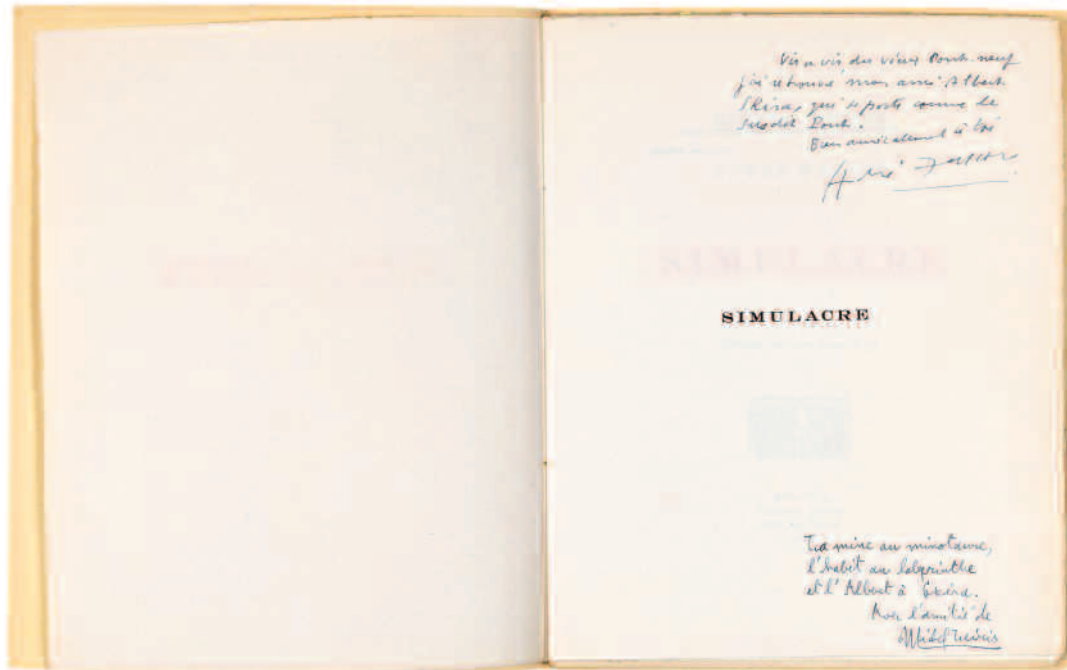 Vis a vis du vieux Pont-neuf
j'ai retrouvé mon ami Albert
Skira, qui se porte comme le
susdit Pont.
Bien amicalement à toi
André Masson
SIMULACRE
La mine au minotaure,
l'habit au labyrinthe
et l'Albert à Skira.
Avec l'amitié de
Michel Leiris